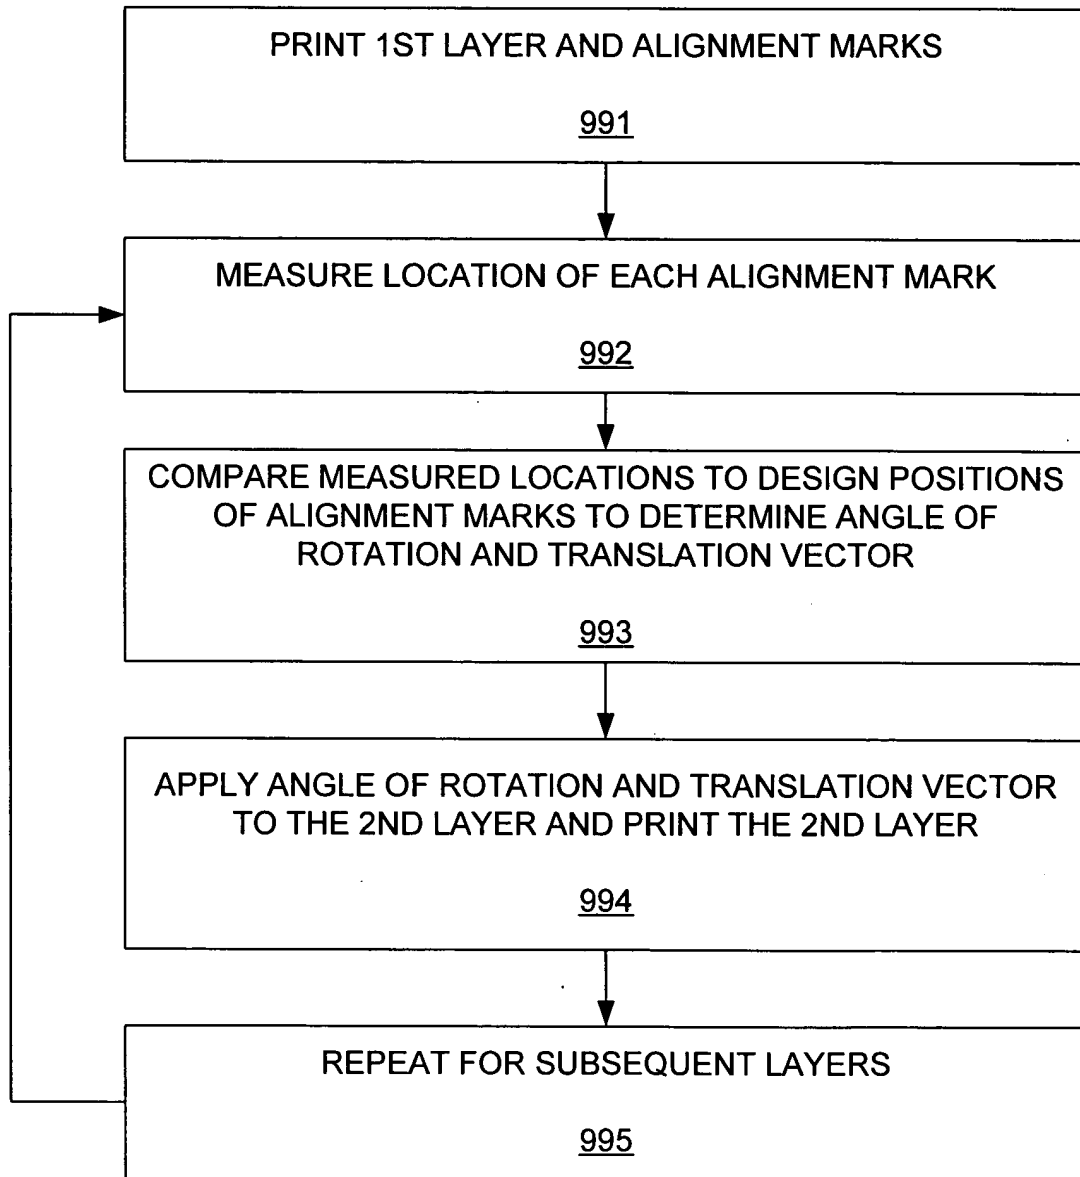 PRINT 1ST LAYER AND ALIGNMENT MARKS
991
MEASURE LOCATION OF EACH ALIGNMENT MARK
992
COMPARE MEASURED LOCATIONS TO DESIGN POSITIONS
OF ALIGNMENT MARKS TO DETERMINE ANGLE OF
ROTATION AND TRANSLATION VECTOR
993
APPLY ANGLE OF ROTATION AND TRANSLATION VECTOR
TO THE 2ND LAYER AND PRINT THE 2ND LAYER
994
REPEAT FOR SUBSEQUENT LAYERS
995